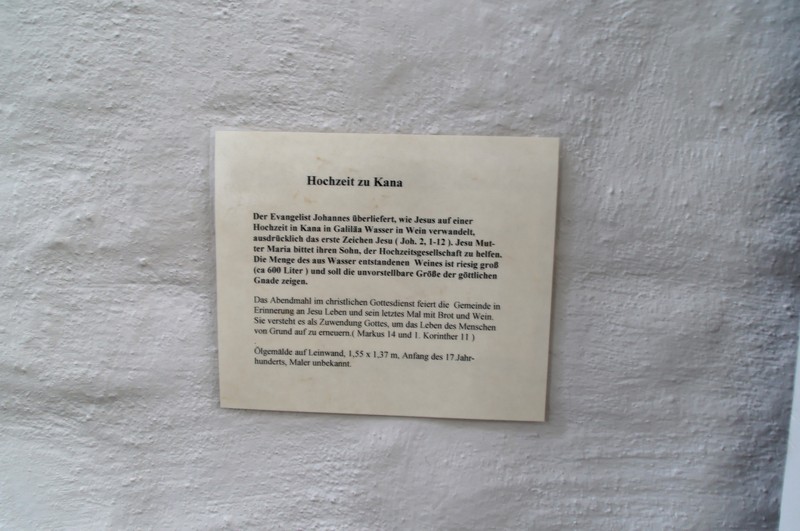 Hochzeit zu Kana
Der Evangelist Johannes überliefert, wie Jesus auf einer
Hochzeit in Kana in Galiläa Wasser in Wein verwandelt,
ausdrücklich das erste Zeichen Jesu ( Joh. 2, 1-12 ). Jesu Mut-
ter Maria bittet ihren Sohn, der Hochzeitsgesellschaft zu helfen.
Die Menge des aus Wasser entstandenen Weines ist riesig groß
(ca 600 Liter ) und soll die unvorstellbare Größe der göttlichen
Gnade zeigen.
Das Abendmahl im christlichen Gottesdienst feiert die Gemeinde in
Erinnerung an Jesu Leben und sein letztes Mal mit Brot und Wein.
Sie versteht es als Zuwendung Gottes, um das Leben des Menschen
von Grund auf zu erneuern.( Markus 14 und 1. Korinther 11 )
Ölgemälde auf Leinwand, 1,55 x 1,37 m, Anfang des 17.Jahr-
hunderts, Maler unbekannt.